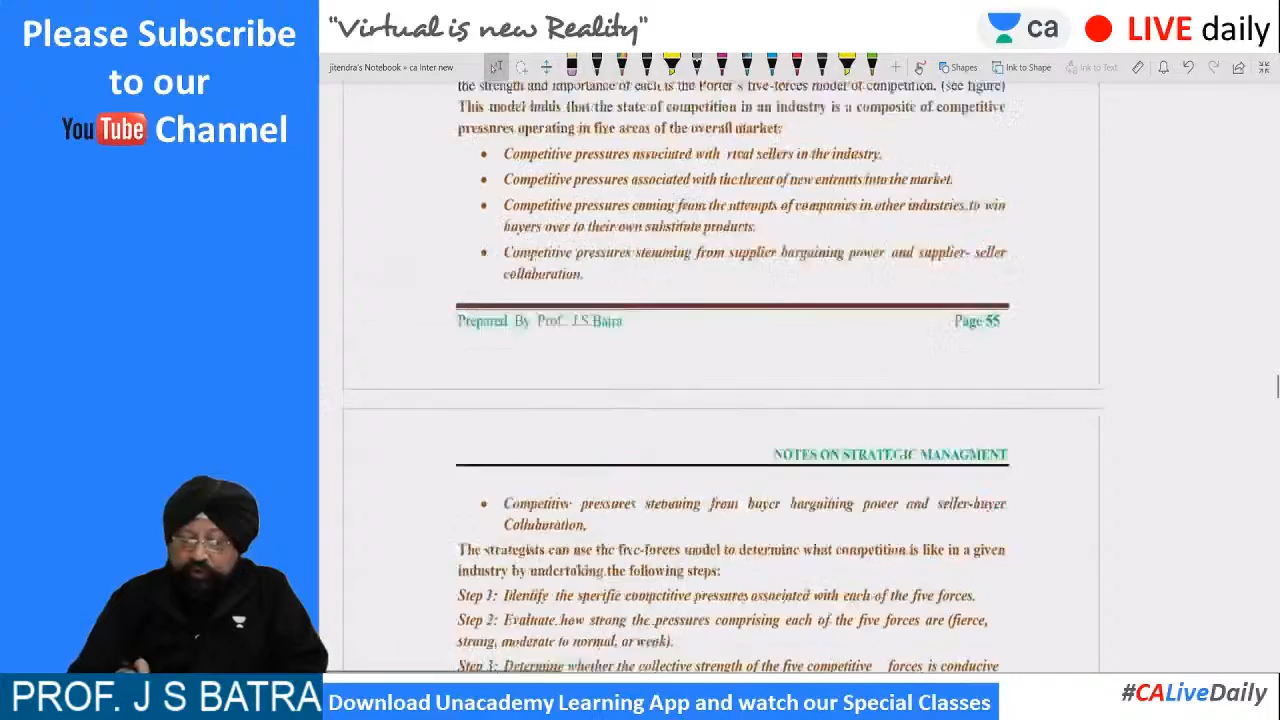 Please Subscribe
to our
YouTube Channel
"Virtual is new Reality"
ca LIVE daily
jitendra's Notebook » ca Inter new
Shapes Ink to Shape Ink to Text
the strength and importance of each is the Porter's five-forces model of competition. (see figure)
This model holds that the state of competition in an industry is a composite of competitive
pressures operating in five areas of the overall market:
• Competitive pressures associated with rival sellers in the industry.
• Competitive pressures associated with the threat of new entrants into the market.
• Competitive pressures coming from the attempts of companies in other industries to win
buyers over to their own substitute products.
• Competitive pressures stemming from supplier bargaining power and supplier- seller
collaboration.
Prepared By Prof. J.S Batra Page 55
NOTES ON STRATEGIC MANAGMENT
• Competitive pressures stemming from buyer bargaining power and seller-buyer
Collaboration.
The strategists can use the five-forces model to determine what competition is like in a given
industry by undertaking the following steps:
Step 1: Identify the specific competitive pressures associated with each of the five forces.
Step 2: Evaluate how strong the pressures comprising each of the five forces are (fierce,
strong, moderate to normal, or weak).
Step 3: Determine whether the collective strength of the five competitive forces is conducive
PROF. J S BATRA
Download Unacademy Learning App and watch our Special Classes
#CALiveDaily